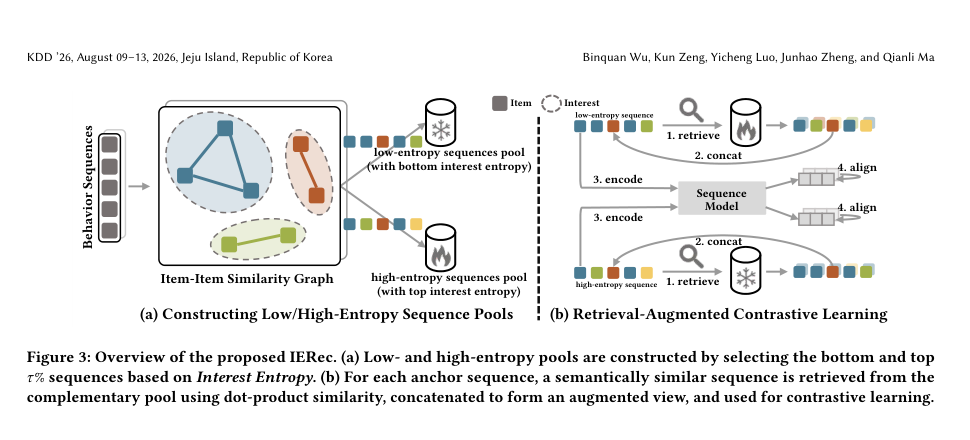 KDD '26, August 09–13, 2026, Jeju Island, Republic of Korea
Binquan Wu, Kun Zeng, Yicheng Luo, Junhao Zheng, and Qianli Ma
Behavior Sequences
Item-Item Similarity Graph
low-entropy sequences pool
(with bottom interest entropy)
high-entropy sequences pool
(with top interest entropy)
(a) Constructing Low/High-Entropy Sequence Pools
Item
Interest
low-entropy sequence
1. retrieve
2. concat
3. encode
Sequence
Model
4. align
3. encode
4. align
2. concat
1. retrieve
high-entropy sequence
(b) Retrieval-Augmented Contrastive Learning
Figure 3: Overview of the proposed IERec. (a) Low- and high-entropy pools are constructed by selecting the bottom and top
τ% sequences based on Interest Entropy. (b) For each anchor sequence, a semantically similar sequence is retrieved from the
complementary pool using dot-product similarity, concatenated to form an augmented view, and used for contrastive learning.